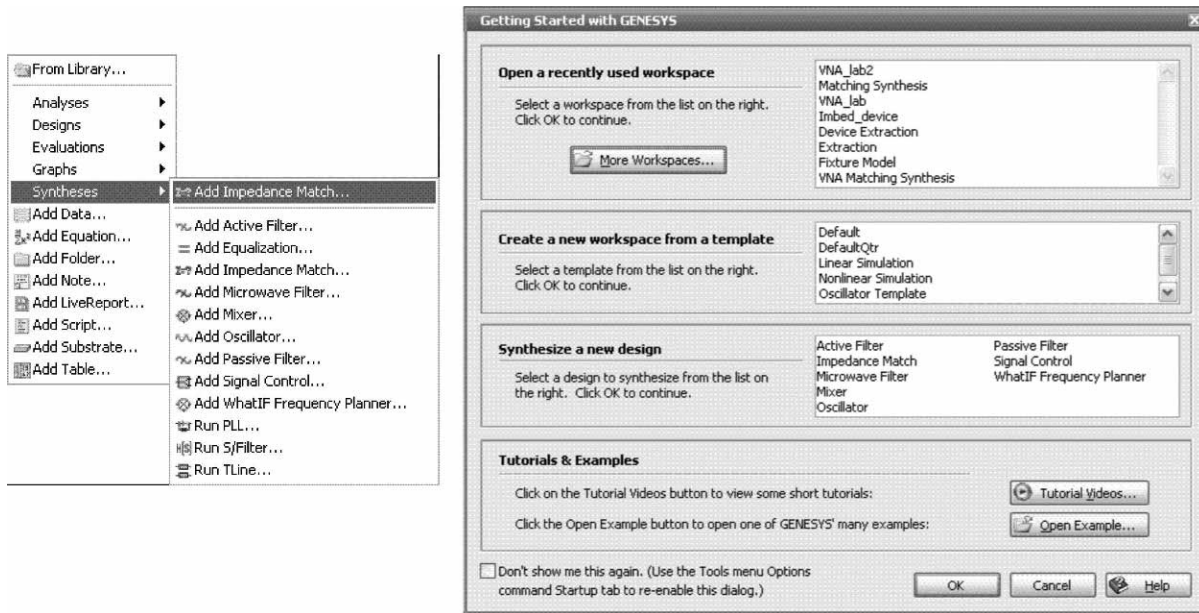 From Library...
Analyses
Designs
Evaluations
Graphs
Syntheses
Add Data...
Add Equation...
Add Folder...
Add Note...
Add LiveReport...
Add Script...
Add Substrate...
Add Table...
Add Impedance Match...
Add Active Filter...
Add Equalization...
Add Impedance Match...
Add Microwave Filter...
Add Mixer...
Add Oscillator...
Add Passive Filter...
Add Signal Control...
Add WhatIF Frequency Planner...
Run PLL...
Run S/Filter...
Run TLine...
Getting Started with GENESYS
Open a recently used workspace
Select a workspace from the list on the right.
Click OK to continue.
More Workspaces...
VNA_lab2
Matching Synthesis
VNA_lab
Imbed_device
Device Extraction
Extraction
Fixture Model
VNA Matching Synthesis
Create a new workspace from a template
Select a template from the list on the right.
Click OK to continue.
Default
DefaultQtr
Linear Simulation
Nonlinear Simulation
Oscillator Template
Synthesize a new design
Select a design to synthesize from the list on
the right. Click OK to continue.
Active Filter
Impedance Match
Microwave Filter
Mixer
Oscillator
Passive Filter
Signal Control
WhatIF Frequency Planner
Tutorials & Examples
Click on the Tutorial Videos button to view some short tutorials:
Tutorial Videos...
Click the Open Example button to open one of GENESYS' many examples:
Open Example...
Don't show me this again. (Use the Tools menu Options
command Startup tab to re-enable this dialog.)
OK
Cancel
Help